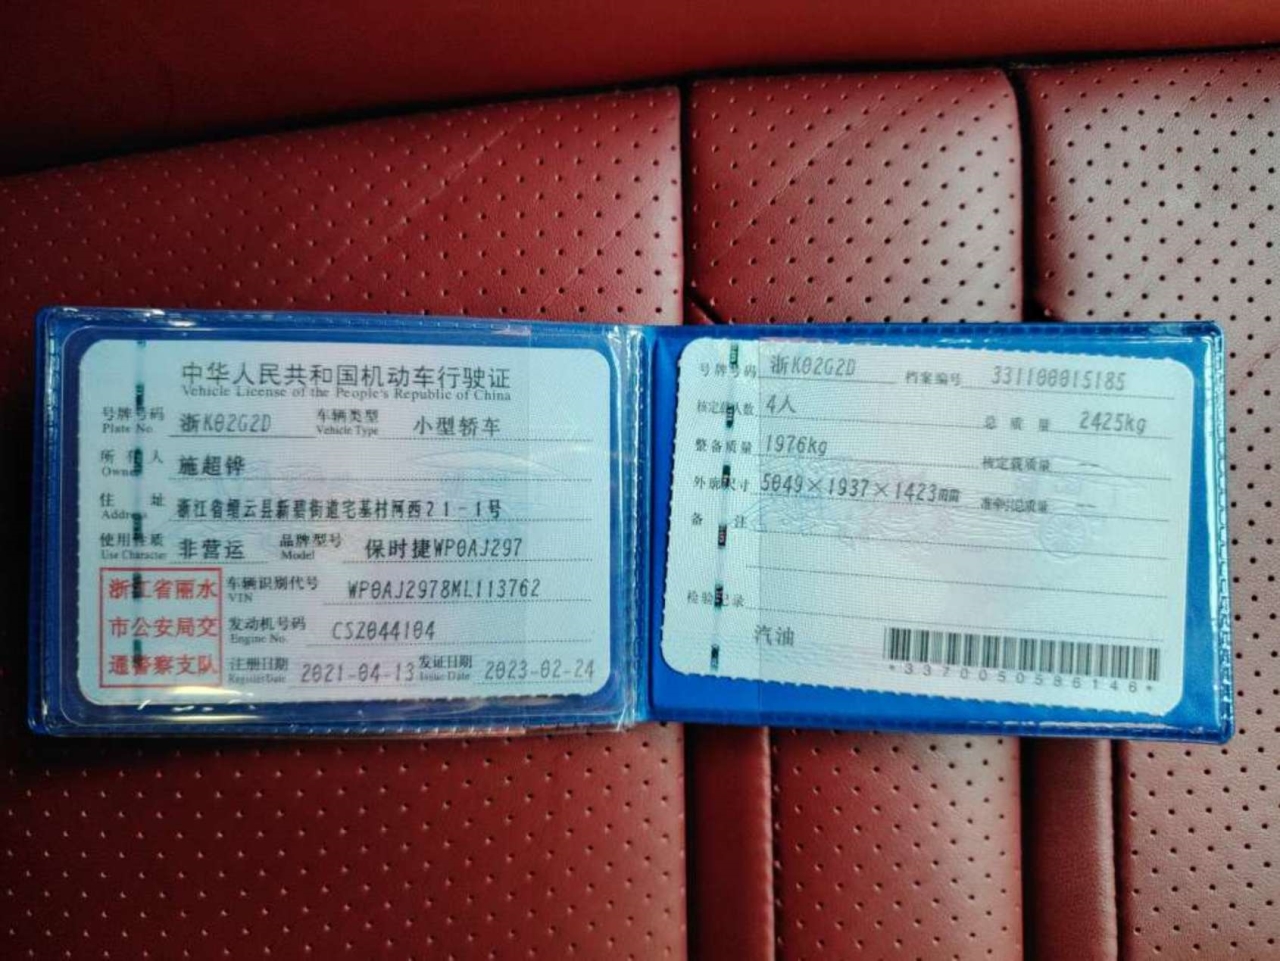 中华人民共和国机动车行驶证
Vehicle License of the People's Republic of China
号牌号码 浙K02G2D 车辆类型 小型轿车
Plate No. Vehicle Type
所有人 施超铧
Owner
住址 浙江省缙云县新碧街道宅基村河西21-1号
Address
使用性质 非营运 品牌型号 保时捷WP0AJ297
Use Character Model
浙江省丽水
市公安局交
通警察支队
车辆识别代号 WP0AJ2978ML113762
VIN
发动机号码 CSZ044104
Engine No.
注册日期 2021-04-13 发证日期 2023-02-24
Register Date Issue Date
号牌号码 浙K02G2D 档案编号 331100015185
核定载人数 4人 总质量 2425kg
整备质量 1976kg 核定载质量 --
外廓尺寸 5049×1937×1423mm 准牵引总质量 --
备注
检验记录
汽油
*3370050586146*